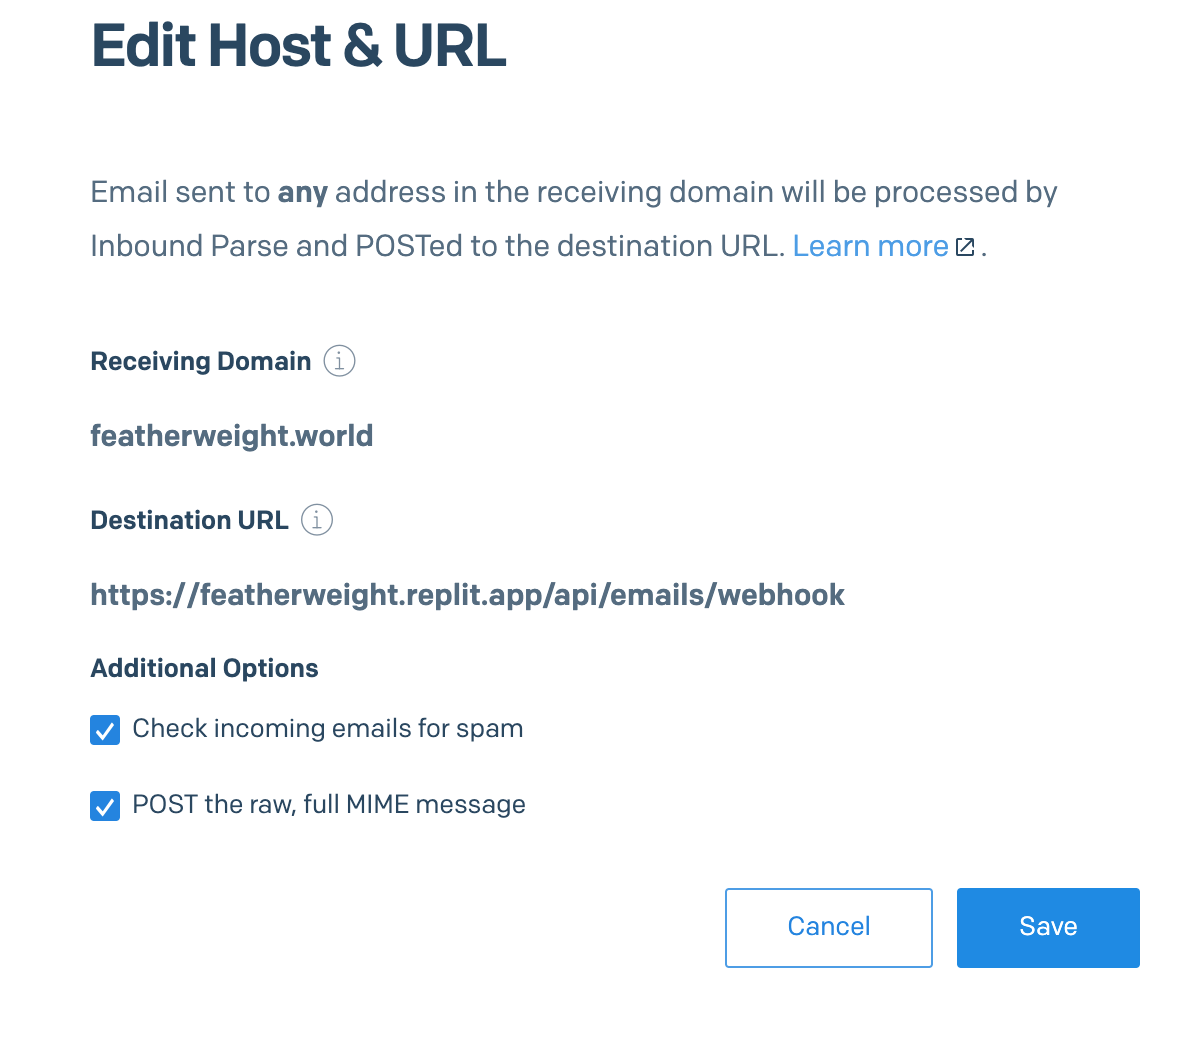 Edit Host & URL
Email sent to any address in the receiving domain will be processed by
Inbound Parse and POSTed to the destination URL. Learn more .
Receiving Domain
featherweight.world
Destination URL
https://featherweight.replit.app/api/emails/webhook
Additional Options
Check incoming emails for spam
POST the raw, full MIME message
Cancel Save